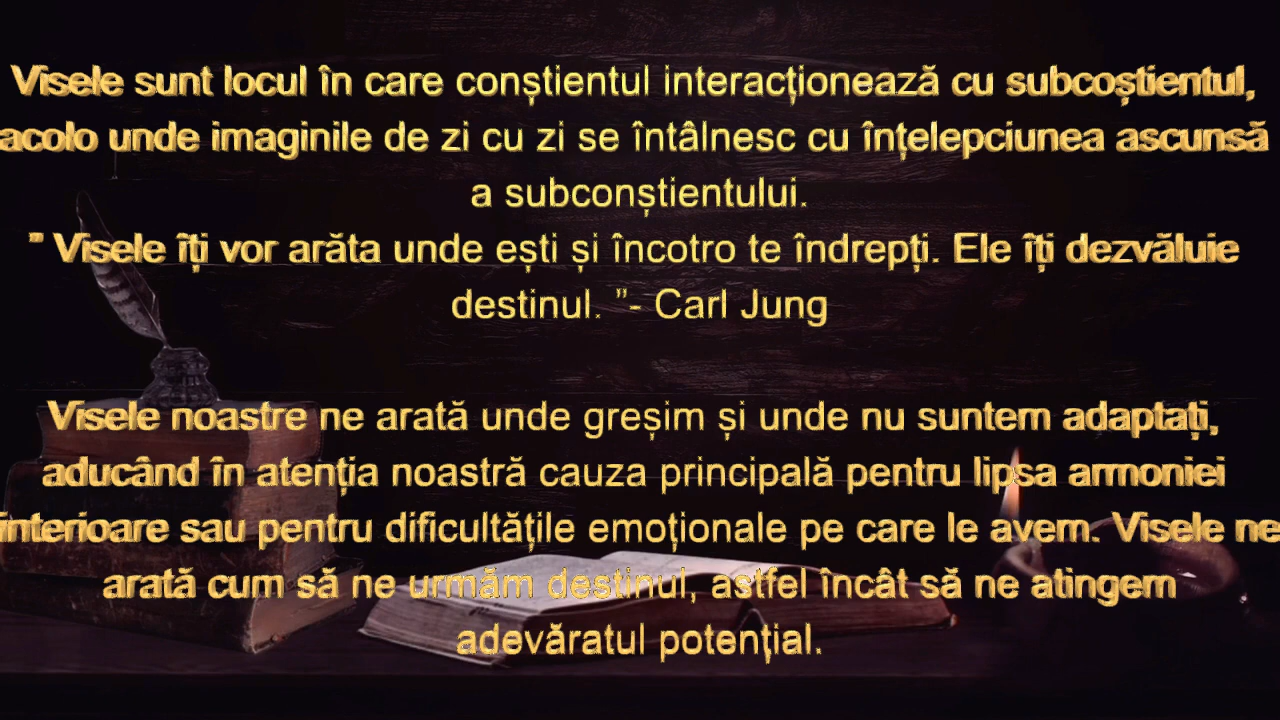 Visele sunt locul în care conștientul interacționează cu subcoștientul,
acolo unde imaginile de zi cu zi se întâlnesc cu înțelepciunea ascunsă
a subconștientului.
” Visele îți vor arăta unde ești și încotro te îndrepți. Ele îți dezvăluie
destinul. ”- Carl Jung
Visele noastre ne arată unde greșim și unde nu suntem adaptați,
aducând în atenția noastră cauza principală pentru lipsa armoniei
interioare sau pentru dificultățile emoționale pe care le avem. Visele ne
arată cum să ne urmăm destinul, astfel încât să ne atingem
adevăratul potențial.